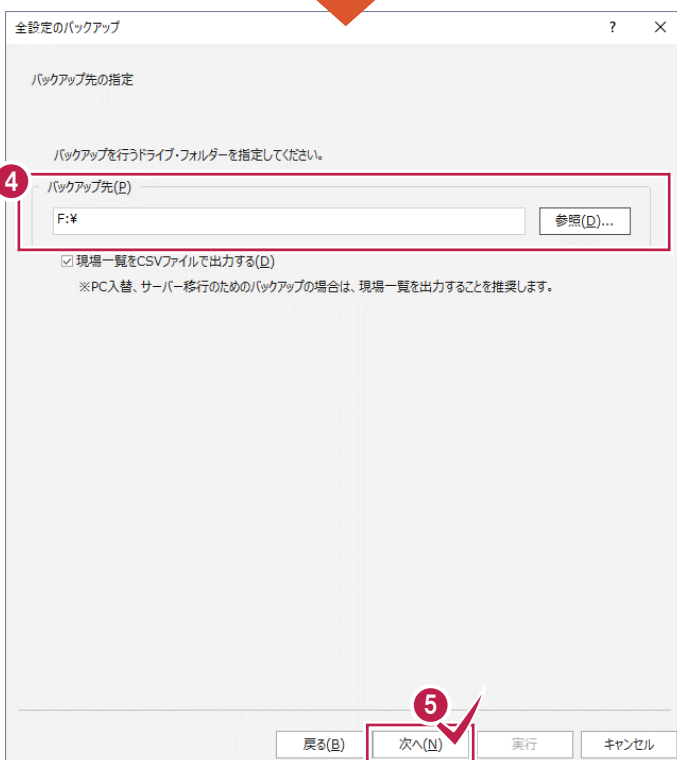 全設定のバックアップ ? ×
バックアップ先の指定
バックアップを行うドライブ・フォルダーを指定してください。
4
バックアップ先(P)
F:¥ 参照(D)...
現場一覧をCSVファイルで出力する(D)
※PC入替、サーバー移行のためのバックアップの場合は、現場一覧を出力することを推奨します。
5
戻る(B) 次へ(N) 実行 キャンセル